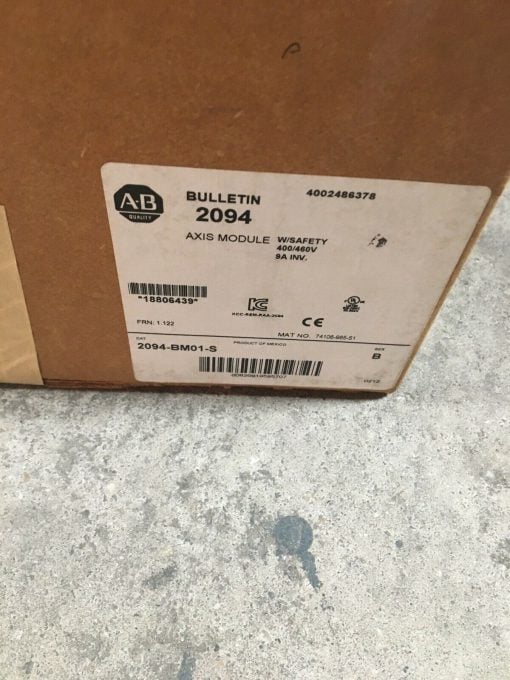 A-B
QUALITY
BULLETIN
2094
4002486378
AXIS MODULE W/SAFETY
400/460V
9A INV.
*18806439*
FRN: 1.122
CE
MAT NO. 74106-985-51
CAT
2094-BM01-S
PRODUCT OF MEXICO
B
0212